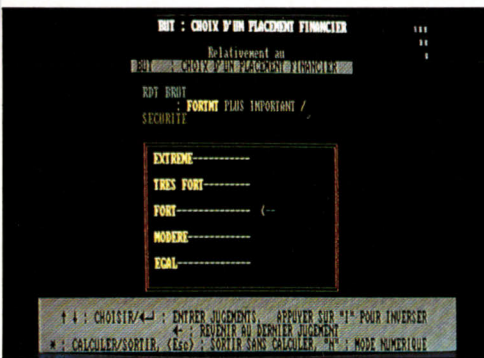 BUT : CHOIX D'UN PLACEMENT FINANCIER
Relativement au
BUT : CHOIX D'UN PLACEMENT FINANCIER
RDT BRUT
: FORTMT PLUS IMPORTANT /
SECURITE
EXTREME-----------
TRES FORT---------
FORT-------------- <--
MODERE------------
EGAL--------------
↑ ↓ : CHOISIR/←┘ : ENTRER JUGEMENTS, APPUYER SUR "I" POUR INVERSER
← : REVENIR AU DERNIER JUGEMENT
* : CALCULER/SORTIR, (Esc) : SORTIR SANS CALCULER, "N" : MODE NUMERIQUE